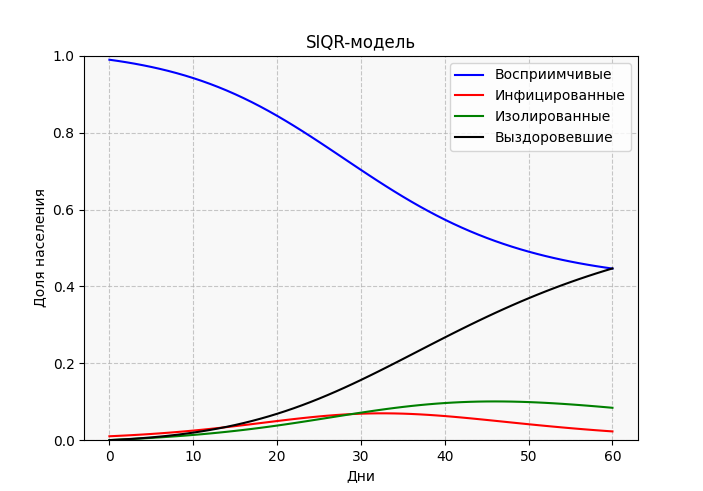 SIQR-модель
Восприимчивые
Инфицированные
Изолированные
Выздоровевшие
Доля населения
1.0
0.8
0.6
0.4
0.2
0.0
0 10 20 30 40 50 60
Дни